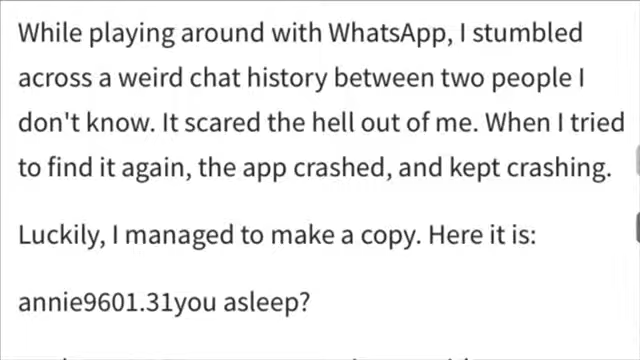 While playing around with WhatsApp, I stumbled
across a weird chat history between two people I
don't know. It scared the hell out of me. When I tried
to find it again, the app crashed, and kept crashing.
Luckily, I managed to make a copy. Here it is:
annie9601.31you asleep?